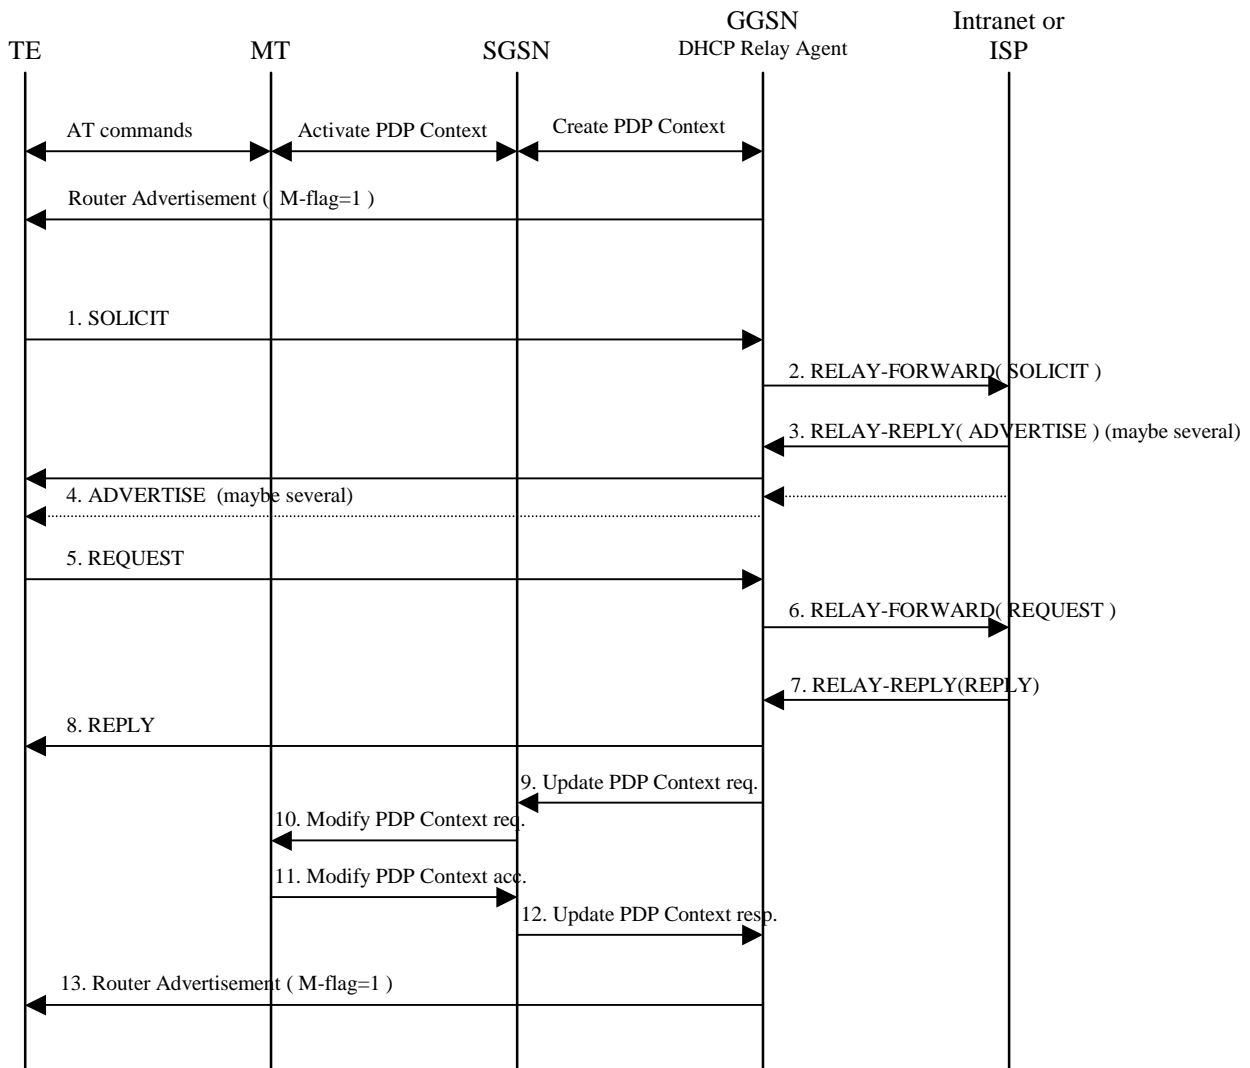 GGSN
Intranet or
TE
MT
SGSN
DHCP Relay Agent
ISP
AT commands
Activate PDP Context
Create PDP Context
Router Advertisement ( M-flag=1 )
1. SOLICIT
2. RELAY-FORWARD( SOLICIT )
3. RELAY-REPLY( ADVERTISE ) (maybe several)
4. ADVERTISE (maybe several)
5. REQUEST
6. RELAY-FORWARD( REQUEST )
7. RELAY-REPLY(REPLY)
8. REPLY
9. Update PDP Context req.
10. Modify PDP Context req.
11. Modify PDP Context acc.
12. Update PDP Context resp.
13. Router Advertisement ( M-flag=1 )